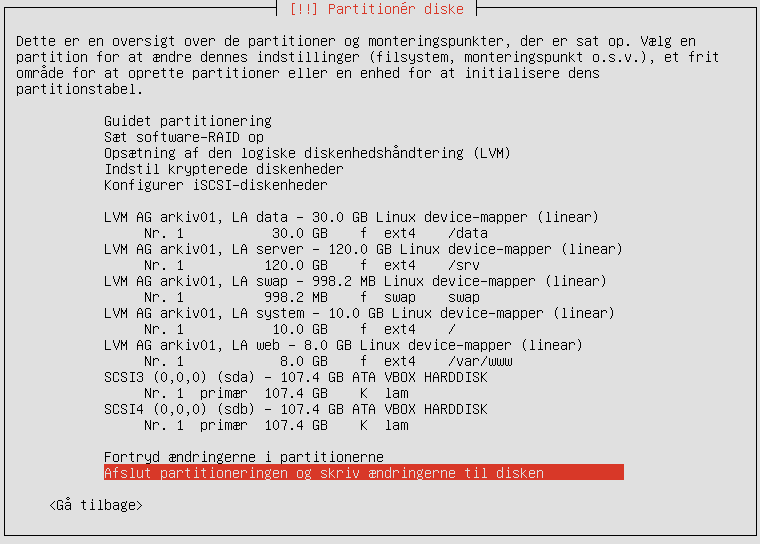 [!!] Partitionér diske
Dette er en oversigt over de partitioner og monteringspunkter, der er sat op. Vælg en
partition for at ændre dennes indstillinger (filsystem, monteringspunkt o.s.v.), et frit
område for at oprette partitioner eller en enhed for at initialisere dens
partitionstabel.
Guidet partitionering
Sæt software-RAID op
Opsætning af den logiske diskenhedshåndtering (LVM)
Indstil krypterede diskenheder
Konfigurer iSCSI-diskenheder
LVM AG arkiv01, LA data - 30.0 GB Linux device-mapper (linear)
Nr. 1 30.0 GB f ext4 /data
LVM AG arkiv01, LA server - 120.0 GB Linux device-mapper (linear)
Nr. 1 120.0 GB f ext4 /srv
LVM AG arkiv01, LA swap - 998.2 MB Linux device-mapper (linear)
Nr. 1 998.2 MB f swap swap
LVM AG arkiv01, LA system - 10.0 GB Linux device-mapper (linear)
Nr. 1 10.0 GB f ext4 /
LVM AG arkiv01, LA web - 8.0 GB Linux device-mapper (linear)
Nr. 1 8.0 GB f ext4 /var/www
SCSI3 (0,0,0) (sda) - 107.4 GB ATA VBOX HARDDISK
Nr. 1 primær 107.4 GB K lam
SCSI4 (0,0,0) (sdb) - 107.4 GB ATA VBOX HARDDISK
Nr. 1 primær 107.4 GB K lam
Fortryd ændringerne i partitionerne
Afslut partitioneringen og skriv ændringerne til disken
<Gå tilbage>